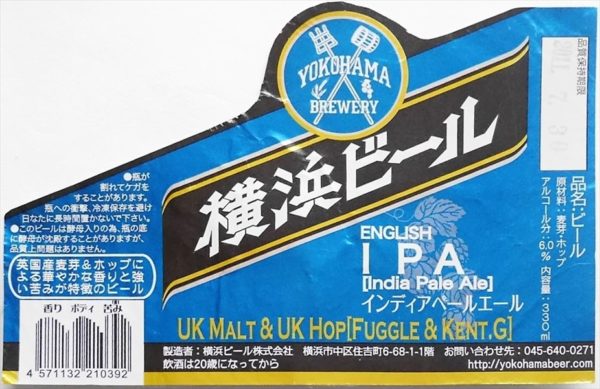 YOKOHAMA
BREWERY
横浜ビール
ENGLISH
IPA
[India Pale Ale]
インディアペールエール
UK MALT & UK HOP[FUGGLE & KENT.G]
●瓶が
割れてケガを
することがあります。
瓶への衝撃、冷凍保存を避け
日なたに長時間置かないで下さい。
●このビールは酵母入りの為、瓶の底
に酵母が沈殿することがありますが、
品質上問題はありません。
英国産麦芽&ホップに
よる華やかな香りと強
い苦みが特徴のビール
香り ボディ 苦み
4 571132 210392
品質保持期限
品名:ビール
原材料:麦芽・ホップ
アルコール分:6.0% 内容量:330ml
製造者:横浜ビール株式会社 横浜市中区住吉町6-68-1-1階 お問い合わせ先:045-640-0271
飲酒は20歳になってから http://yokohamabeer.com